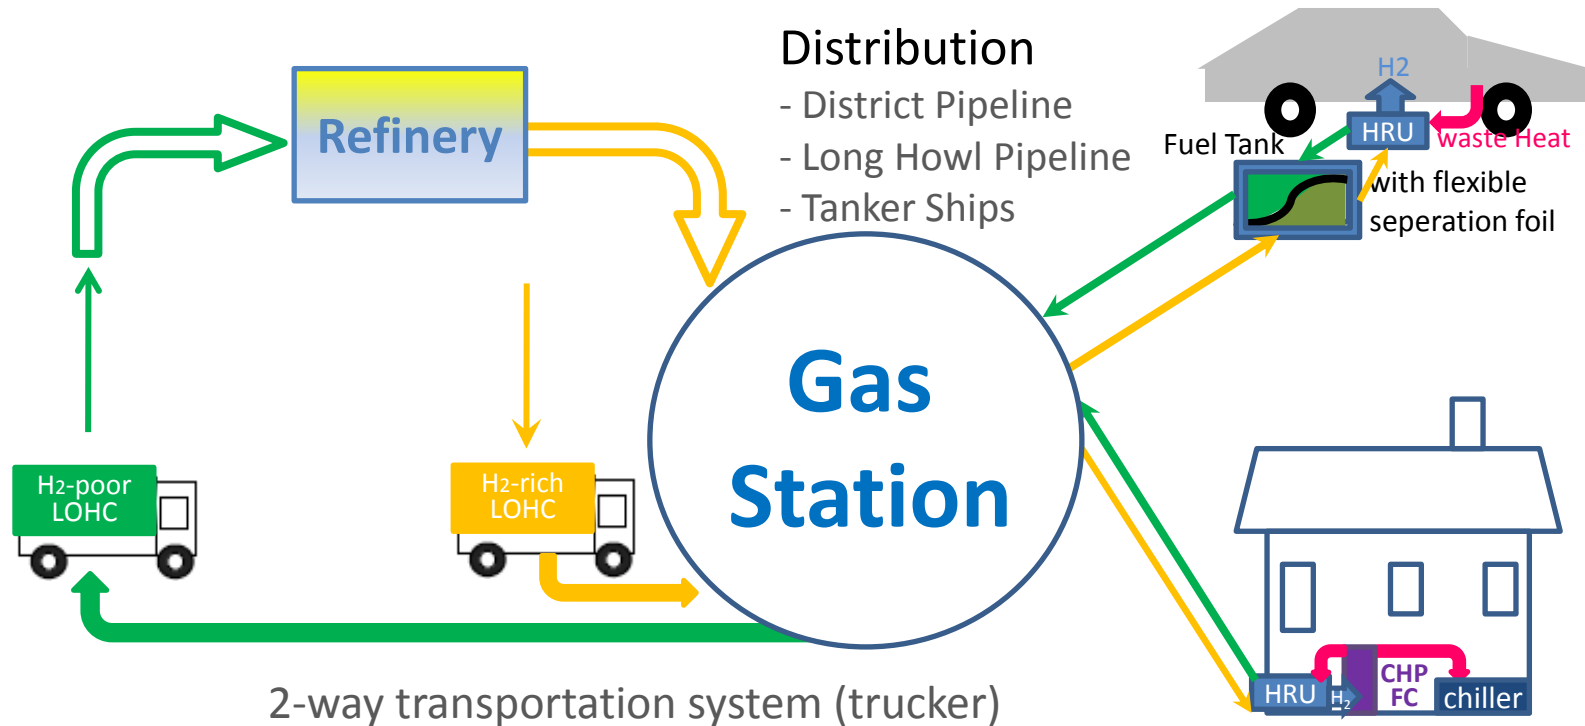 Distribution
- District Pipeline
- Long Howl Pipeline
- Tanker Ships
Refinery
H2
HRU
waste Heat
Fuel Tank
with flexible
seperation foil
Gas
Station
H2-poor
LOHC
H2-rich
LOHC
HRU
H2
CHP
FC
chiller
2-way transportation system (trucker)